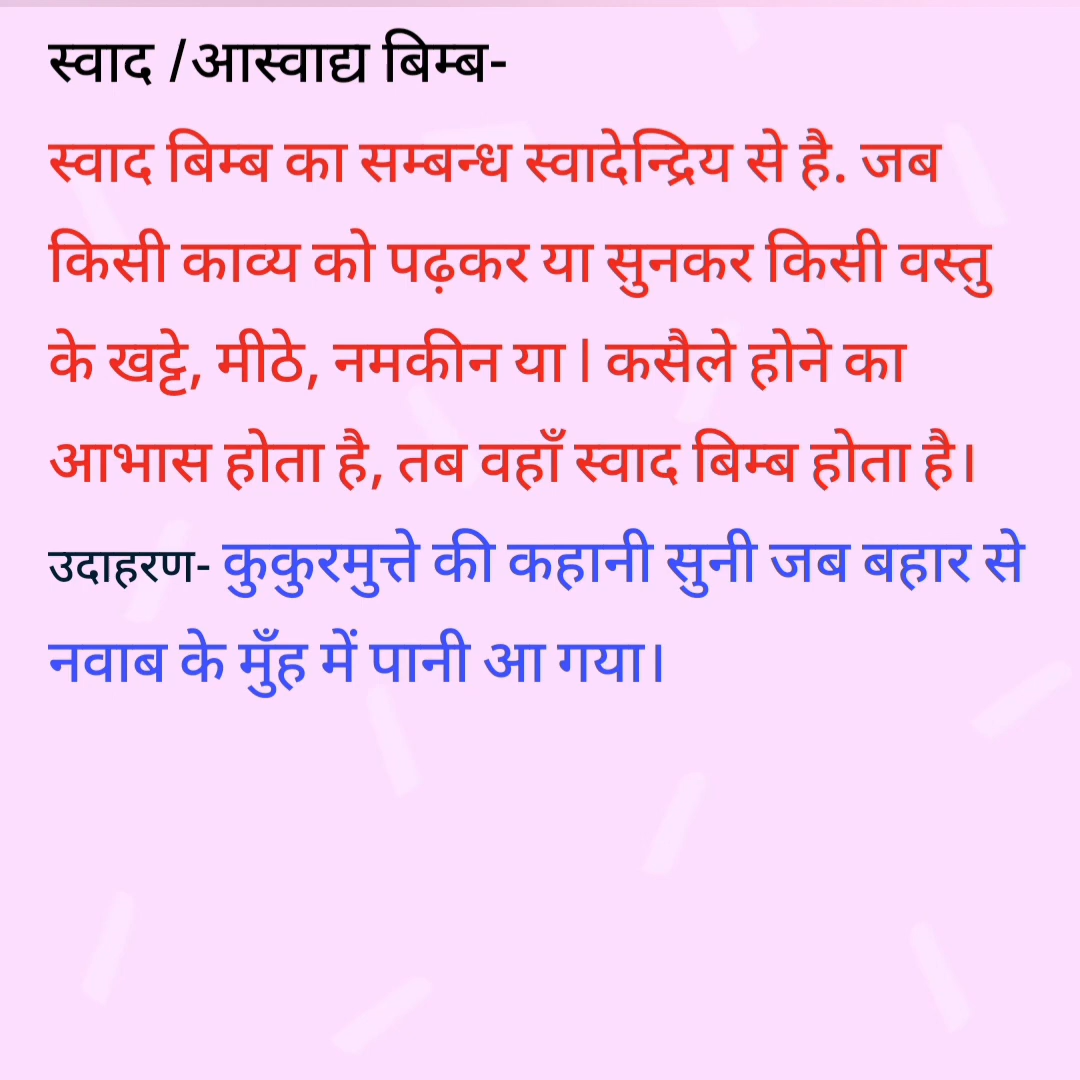 स्वाद /आस्वाद्य बिम्ब-
स्वाद बिम्ब का सम्बन्ध स्वादेन्द्रिय से है. जब
किसी काव्य को पढ़कर या सुनकर किसी वस्तु
के खट्टे, मीठे, नमकीन या | कसैले होने का
आभास होता है, तब वहाँ स्वाद बिम्ब होता है।
उदाहरण- कुकुरमुत्ते की कहानी सुनी जब बहार से
नवाब के मुँह में पानी आ गया।